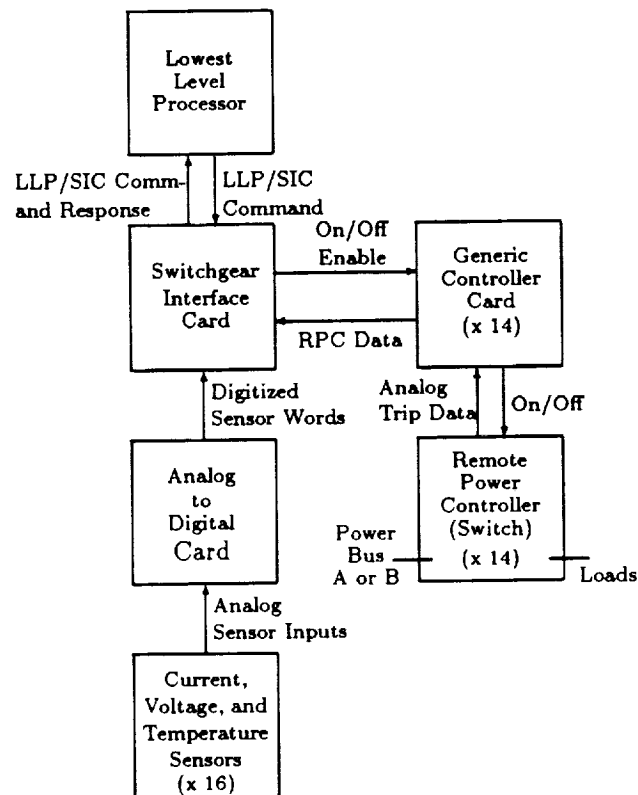 Lowest
Level
Processor
LLP/SIC Comm-
and Response
LLP/SIC
Command
On/Off
Enable
Switchgear
Interface
Card
Generic
Controller
Card
(x 14)
RPC Data
Digitized
Sensor Words
Analog
Trip Data
On/Off
Analog
to
Digital
Card
Remote
Power
Controller
(Switch)
(x 14)
Power
Bus
A or B
Loads
Analog
Sensor Inputs
Current,
Voltage, and
Temperature
Sensors
(x 16)